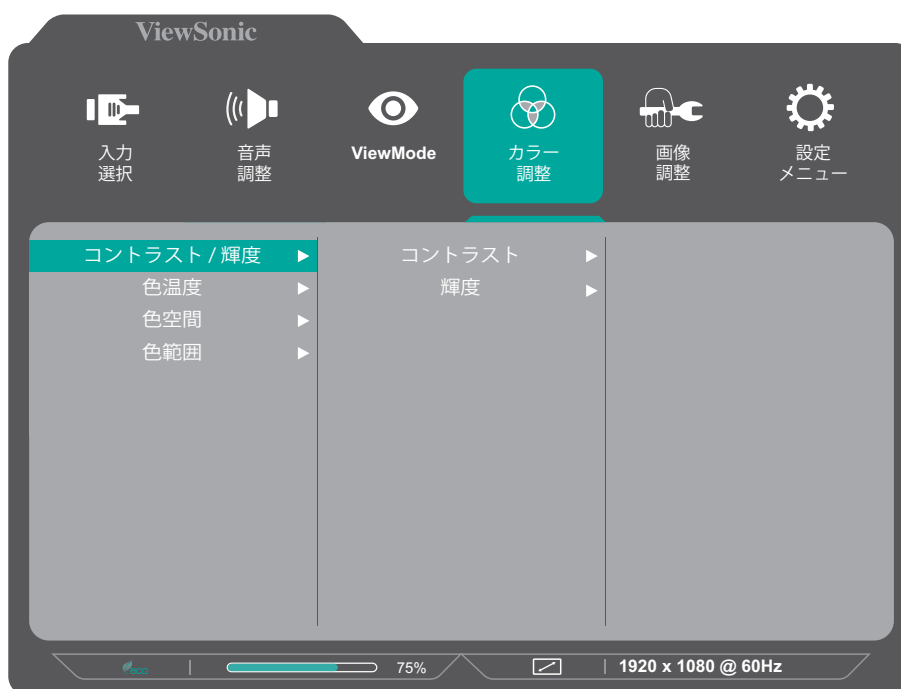 ViewSonic
入力
選択
音声
調整
ViewMode
カラー
調整
画像
調整
設定
メニュー
コントラスト / 輝度
色温度
色空間
色範囲
コントラスト
輝度
eco
75%
1920 x 1080 @ 60Hz